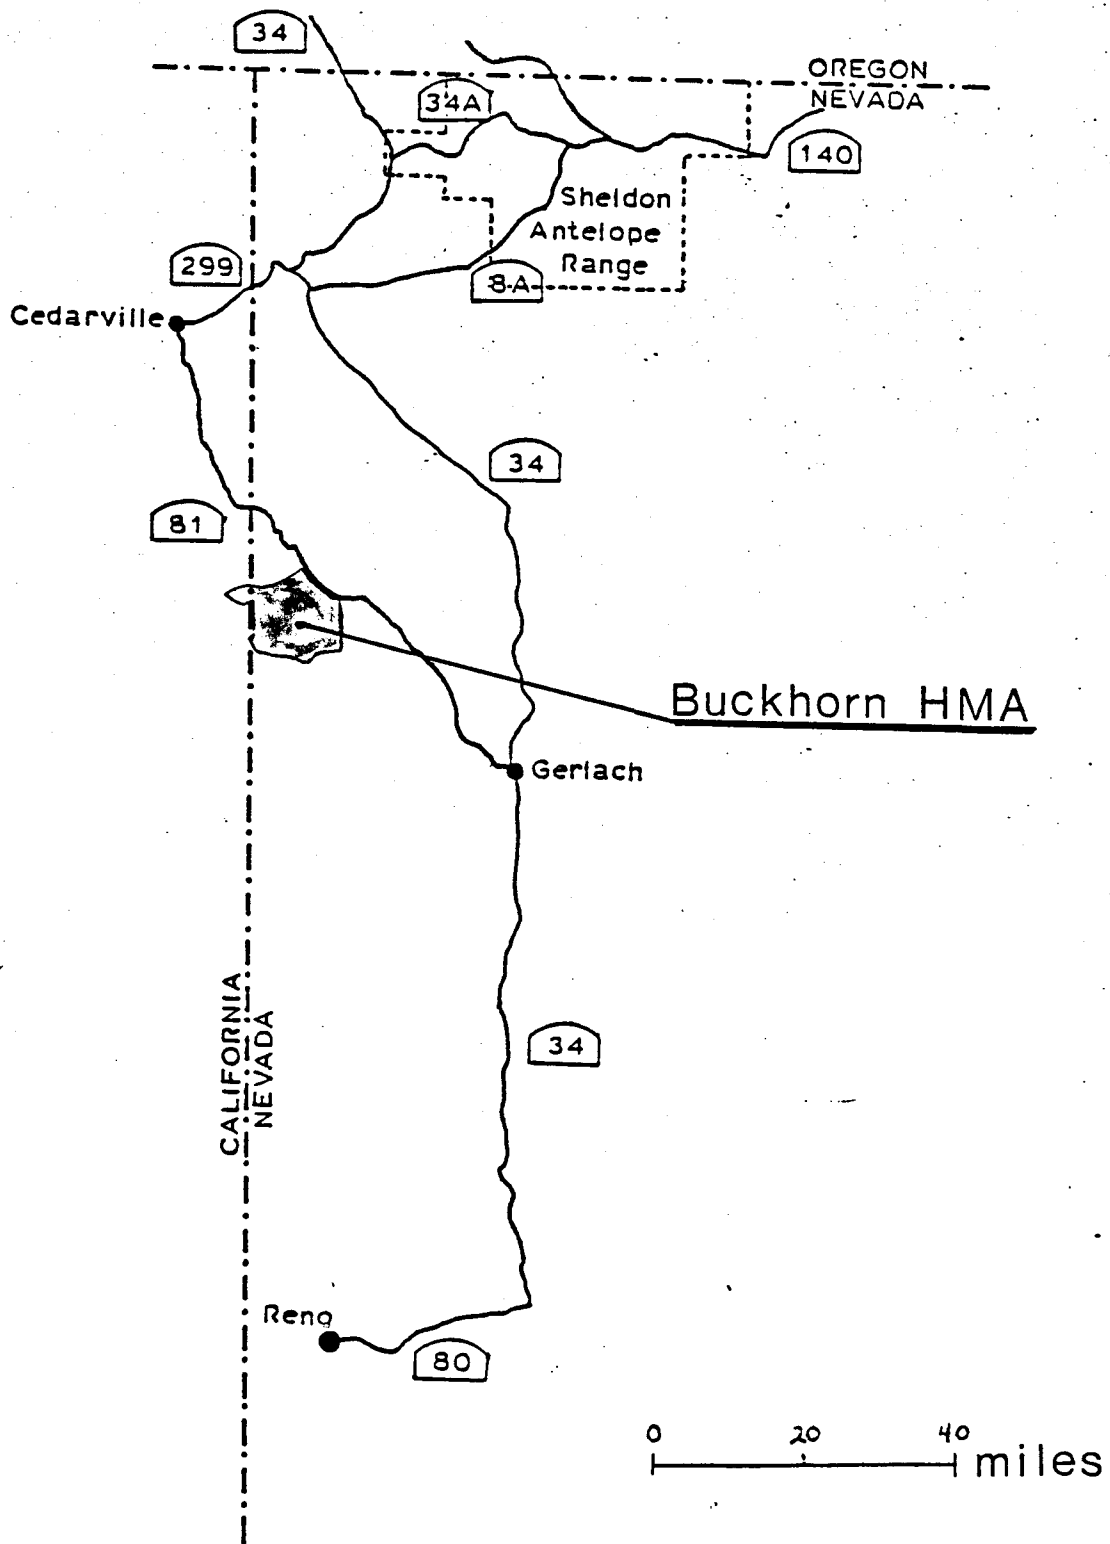 34
OREGON
34A
NEVADA
140
Sheldon
Antelope
299
Range
8-A
Cedarville
34
81
Buckhorn HMA
Gerlach
CALIFORNIA
NEVADA
34
Reno
80
0 20 40
miles